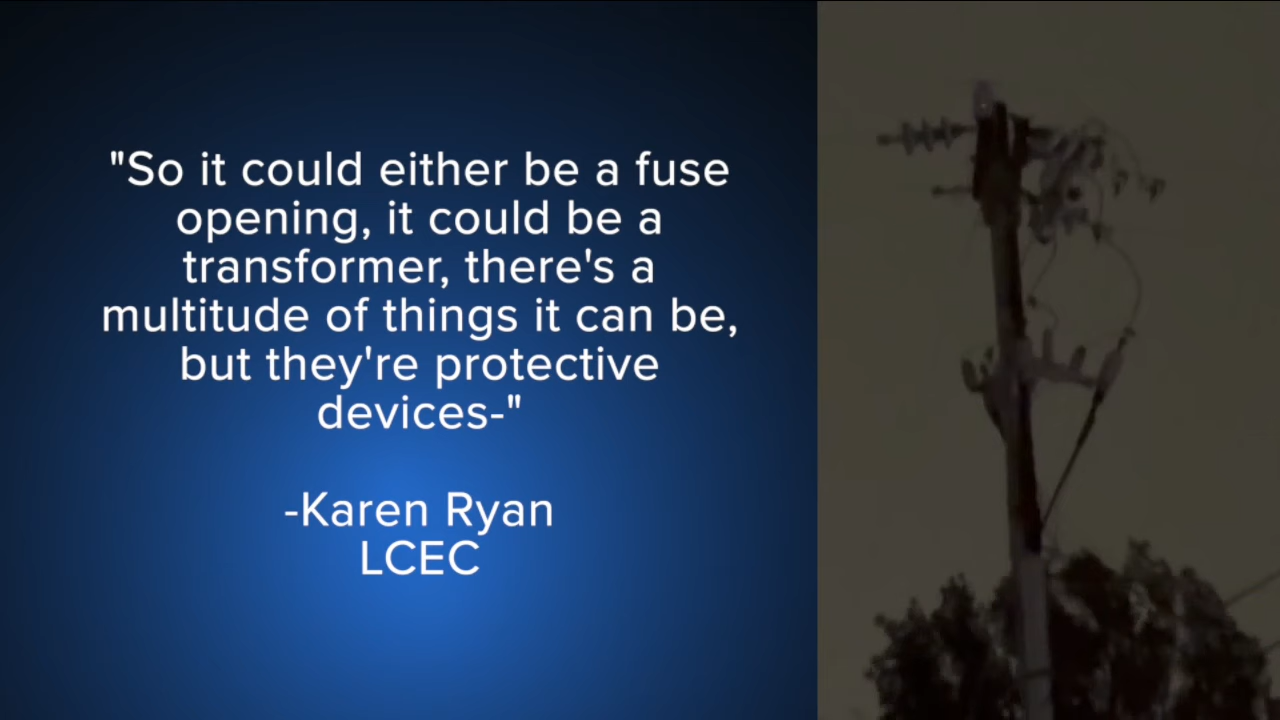 "So it could either be a fuse
opening, it could be a
transformer, there's a
multitude of things it can be,
but they're protective
devices-"
-Karen Ryan
LCEC